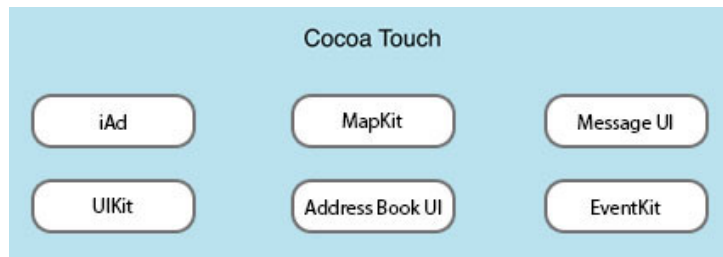 Cocoa Touch
iAd
MapKit
Message UI
UIKit
Address Book UI
EventKit